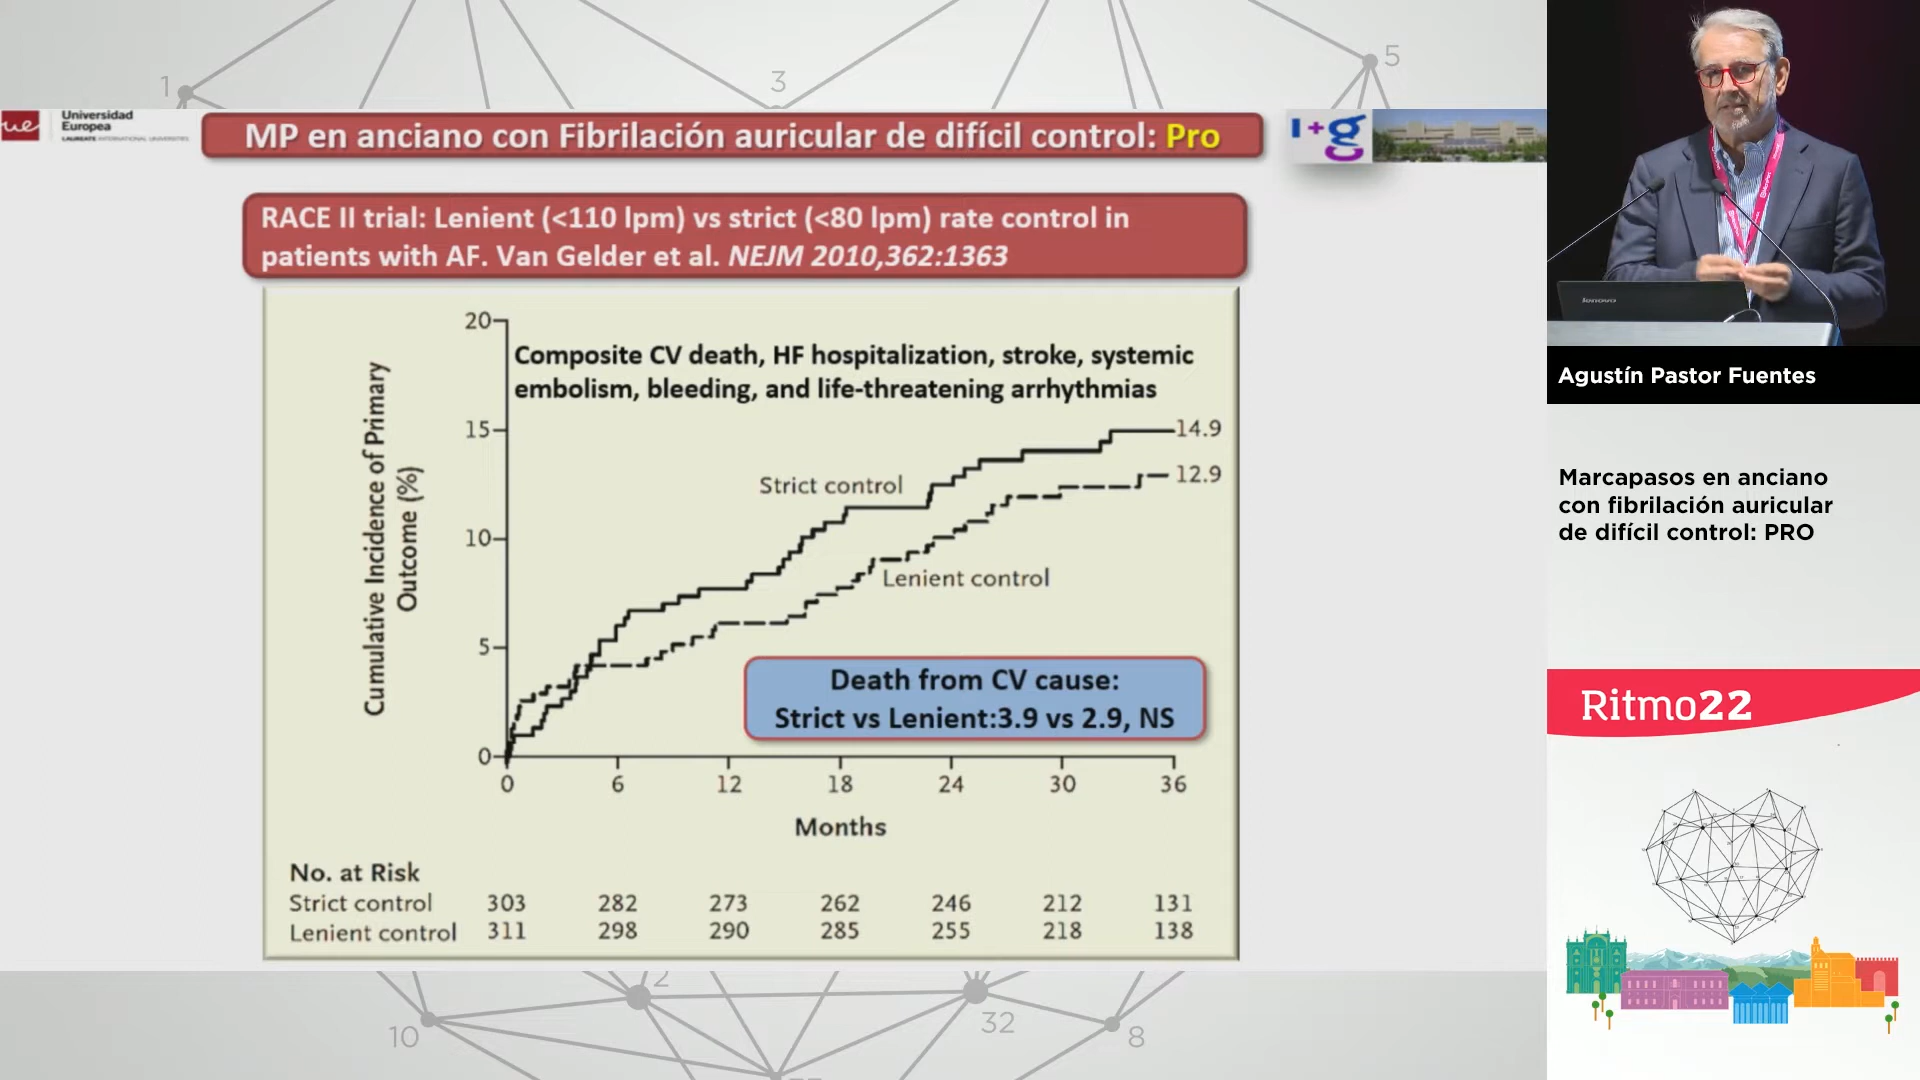 1
3
5
ue
Universidad
Europea
LAUREATE INTERNATIONAL UNIVERSITIES
MP en anciano con Fibrilación auricular de difícil control: Pro
I+g
RACE II trial: Lenient (<110 lpm) vs strict (<80 lpm) rate control in
patients with AF. Van Gelder et al. NEJM 2010,362:1363
Cumulative Incidence of Primary
Outcome (%)
20
15
10
5
0
Composite CV death, HF hospitalization, stroke, systemic
embolism, bleeding, and life-threatening arrhythmias
14.9
12.9
Strict control
Lenient control
Death from CV cause:
Strict vs Lenient:3.9 vs 2.9, NS
0 6 12 18 24 30 36
Months
No. at Risk
Strict control 303 282 273 262 246 212 131
Lenient control 311 298 290 285 255 218 138
2
10
32
8
lenovo
Agustín Pastor Fuentes
Marcapasos en anciano
con fibrilación auricular
de difícil control: PRO
Ritmo22